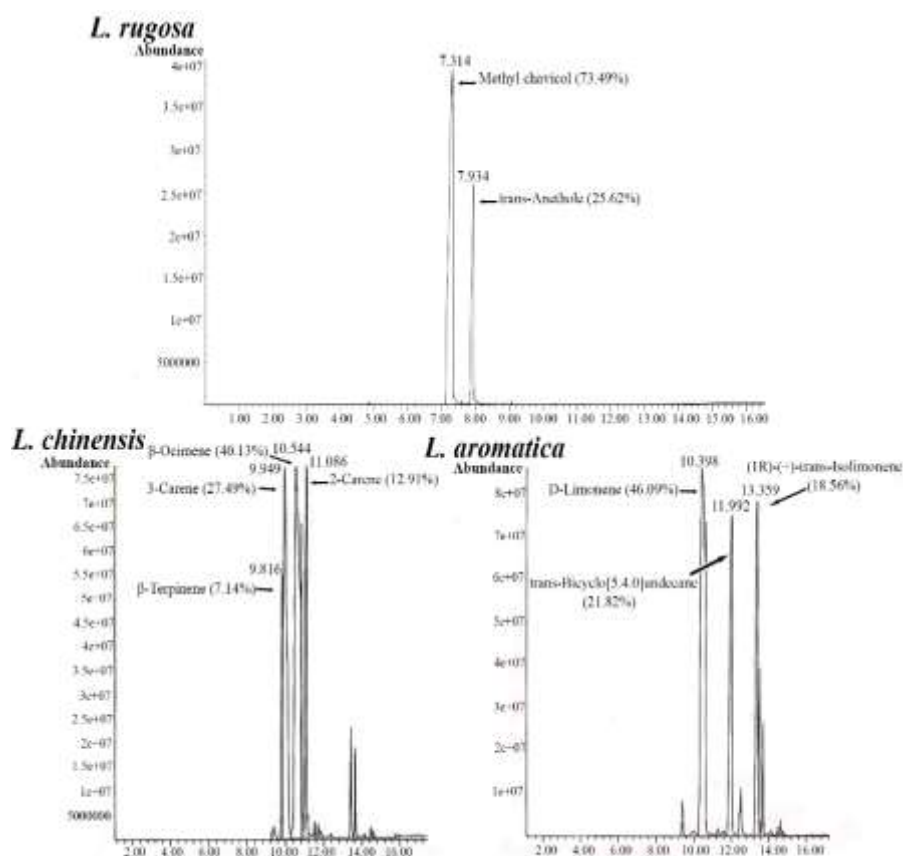 L. rugosa
Abundance
4e+07
3.5e+07
3e+07
2.5e+07
2e+07
1.5e+07
1e+07
5000000
7.314
Methyl chavicol (73.49%)
7.934
trans-Anethole (25.62%)
1.00 2.00 3.00 4.00 5.00 6.00 7.00 8.00 9.00 10.00 11.00 12.00 13.00 14.00 15.00 16.00
L. chinensis
Abundance
7.5e+07
7e+07
6.5e+07
6e+07
5.5e+07
5e+07
4.5e+07
4e+07
3.5e+07
3e+07
2.5e+07
2e+07
1.5e+07
1e+07
5000000
β-Ocimene (40.13%) 10.544
9.949 11.086
3-Carene (27.49%) 2-Carene (12.91%)
9.816
β-Terpinene (7.14%)
2.00 4.00 6.00 8.00 10.00 12.00 14.00 16.00
L. aromatica
Abundance
8e+07
7e+07
6e+07
5e+07
4e+07
3e+07
2e+07
1e+07
10.398
D-Limonene (46.09%)
(1R)-(−)-trans-Isolimonene
13.359 (18.56%)
11.992
trans-Bicyclo[5.4.0]undecane
(21.82%)
2.00 4.00 6.00 8.00 10.00 12.00 14.00 16.00